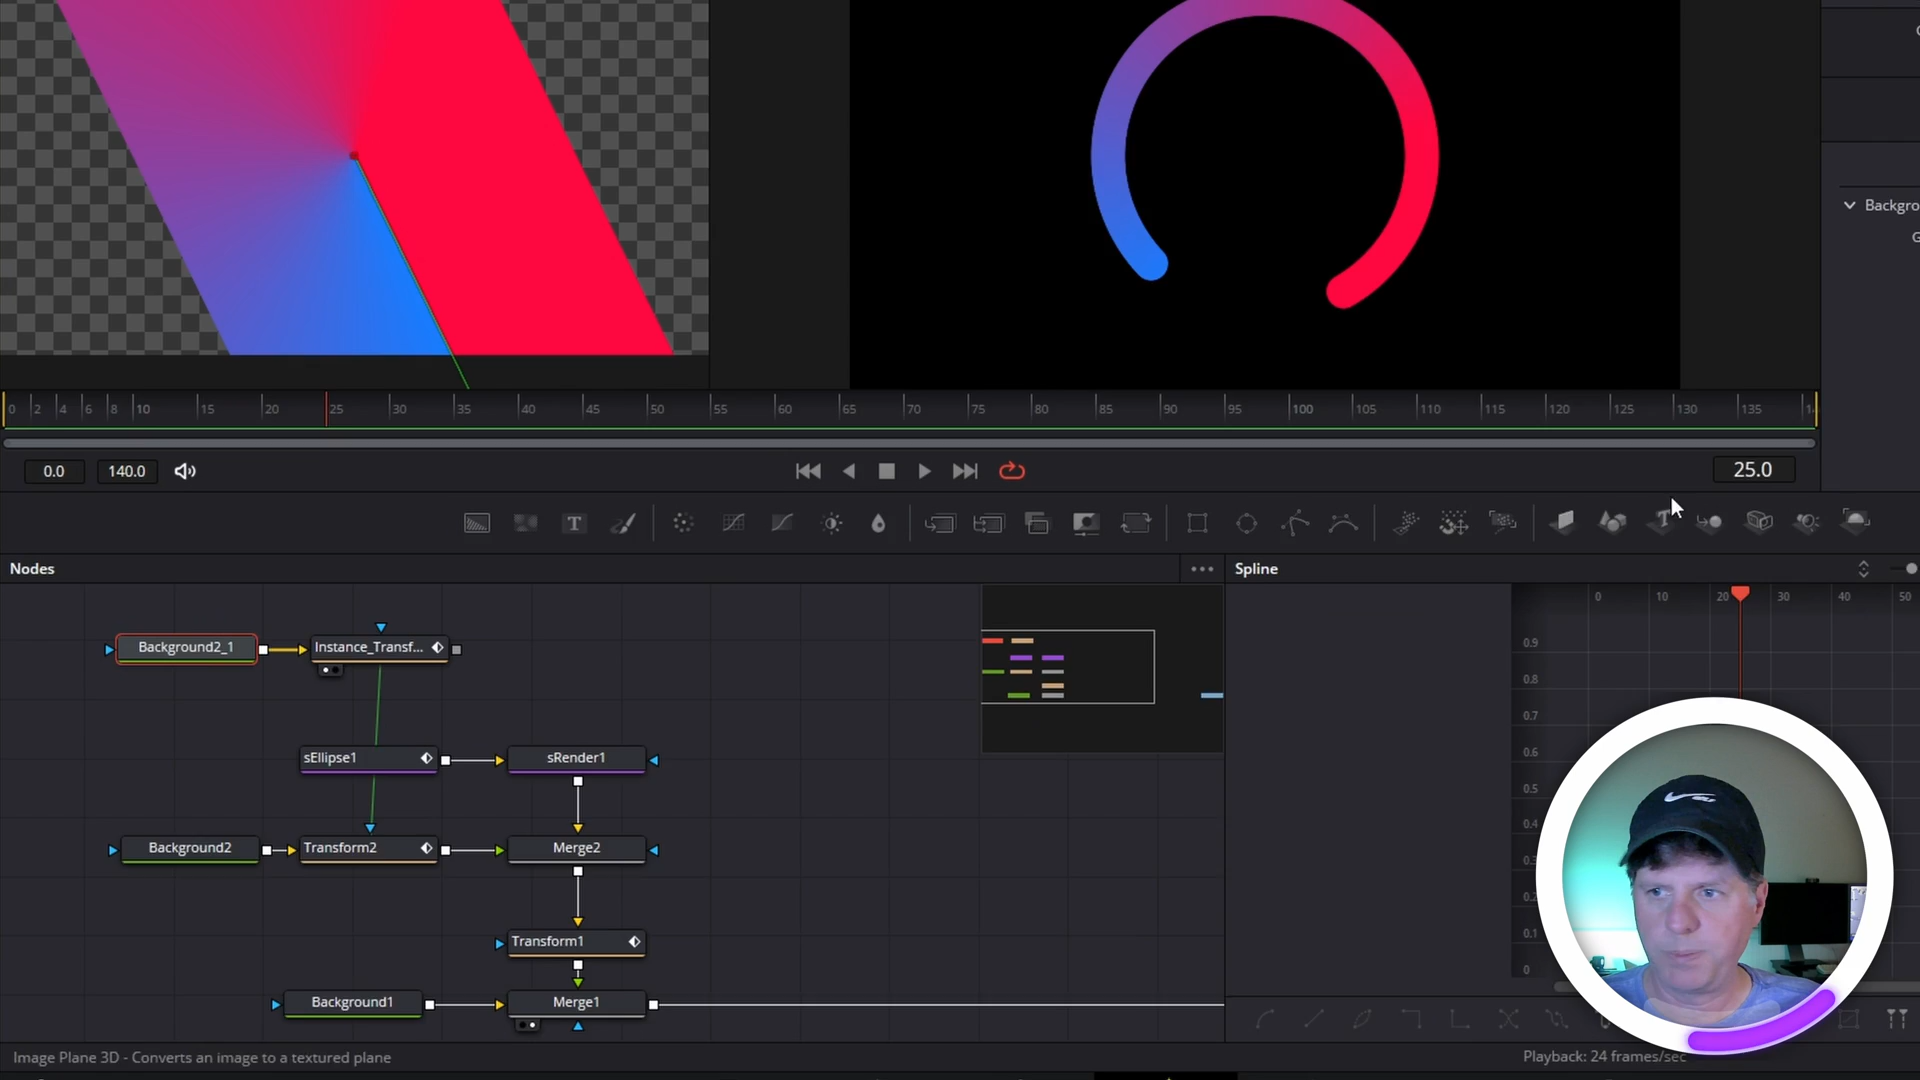 Backgro
G
0 2 4 6 8 10 15 20 25 30 35 40 45 50 55 60 65 70 75 80 85 90 95 100 105 110 115 120 125 130 135
0.0 140.0 25.0
T T
Nodes
Spline
0 10 20 30 40 50
0.9
0.8
0.7
0.6
0.5
0.4
0.3
0.2
0.1
0
Background2_1 Instance_Transf...
sEllipse1 sRender1
Background2 Transform2 Merge2
Transform1
Background1 Merge1
Image Plane 3D - Converts an image to a textured plane
Playback: 24 frames/sec